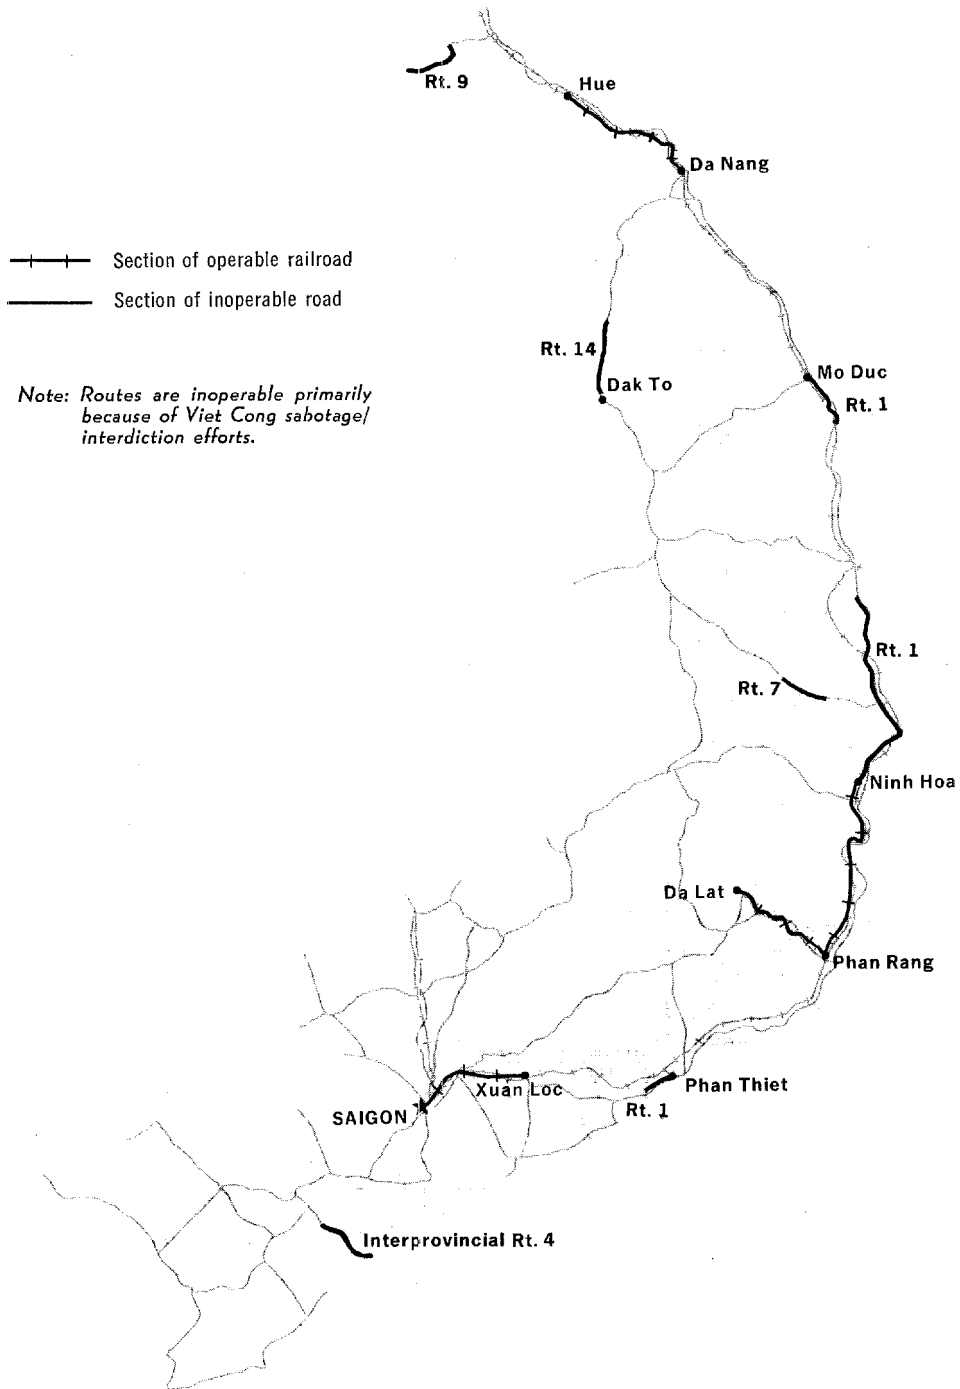 Rt. 9
Hue
Da Nang
Section of operable railroad
Section of inoperable road
Rt. 14
Dak To
Mo Duc
Rt. 1
Note: Routes are inoperable primarily
because of Viet Cong sabotage/
interdiction efforts.
Rt. 1
Rt. 7
Ninh Hoa
Da Lat
Phan Rang
Xuan Loc
Phan Thiet
Rt. 1
SAIGON
Interprovincial Rt. 4